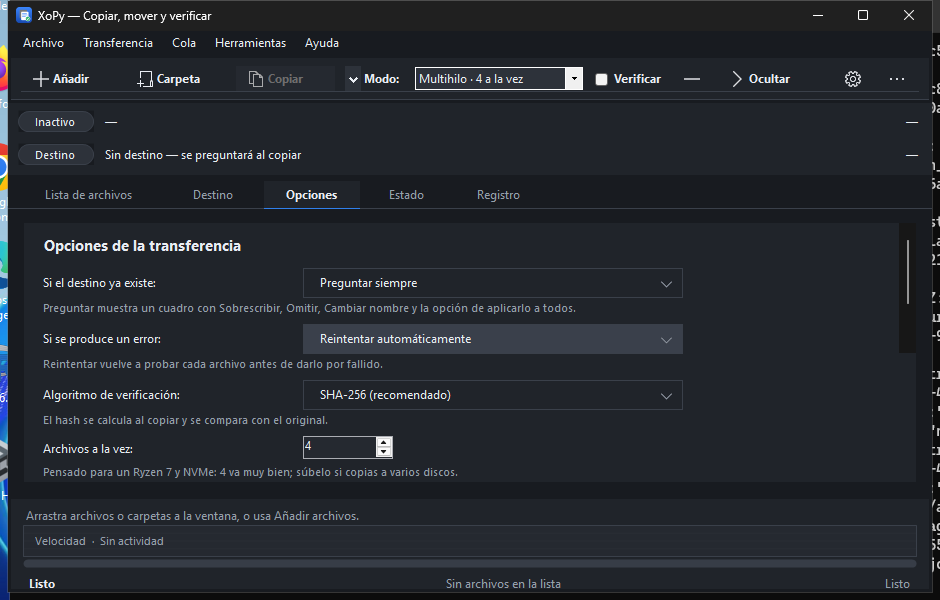 XoPy — Copiar, mover y verificar
Archivo Transferencia Cola Herramientas Ayuda
Añadir Carpeta Copiar Modo: Multihilo · 4 a la vez Verificar — Ocultar ...
Inactivo —
Destino Sin destino — se preguntará al copiar
Lista de archivos Destino Opciones Estado Registro
Opciones de la transferencia
Si el destino ya existe: Preguntar siempre
Preguntar muestra un cuadro con Sobrescribir, Omitir, Cambiar nombre y la opción de aplicarlo a todos.
Si se produce un error: Reintentar automáticamente
Reintentar vuelve a probar cada archivo antes de darlo por fallido.
Algoritmo de verificación: SHA-256 (recomendado)
El hash se calcula al copiar y se compara con el original.
Archivos a la vez: 4
Pensado para un Ryzen 7 y NVMe: 4 va muy bien; súbelo si copias a varios discos.
Arrastra archivos o carpetas a la ventana, o usa Añadir archivos.
Velocidad · Sin actividad
Listo Sin archivos en la lista Listo